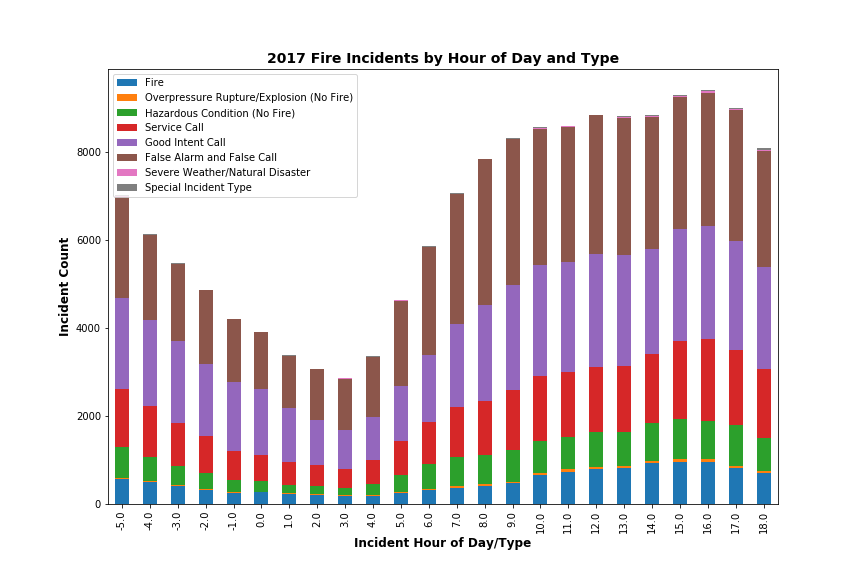 2017 Fire Incidents by Hour of Day and Type
Fire
Overpressure Rupture/Explosion (No Fire)
Hazardous Condition (No Fire)
Service Call
Good Intent Call
False Alarm and False Call
Severe Weather/Natural Disaster
Special Incident Type
Incident Count
8000
6000
4000
2000
0
-5.0 -4.0 -3.0 -2.0 -1.0 0.0 1.0 2.0 3.0 4.0 5.0 6.0 7.0 8.0 9.0 10.0 11.0 12.0 13.0 14.0 15.0 16.0 17.0 18.0
Incident Hour of Day/Type